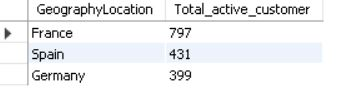 GeographyLocation Total_active_customer
France 797
Spain 431
Germany 399